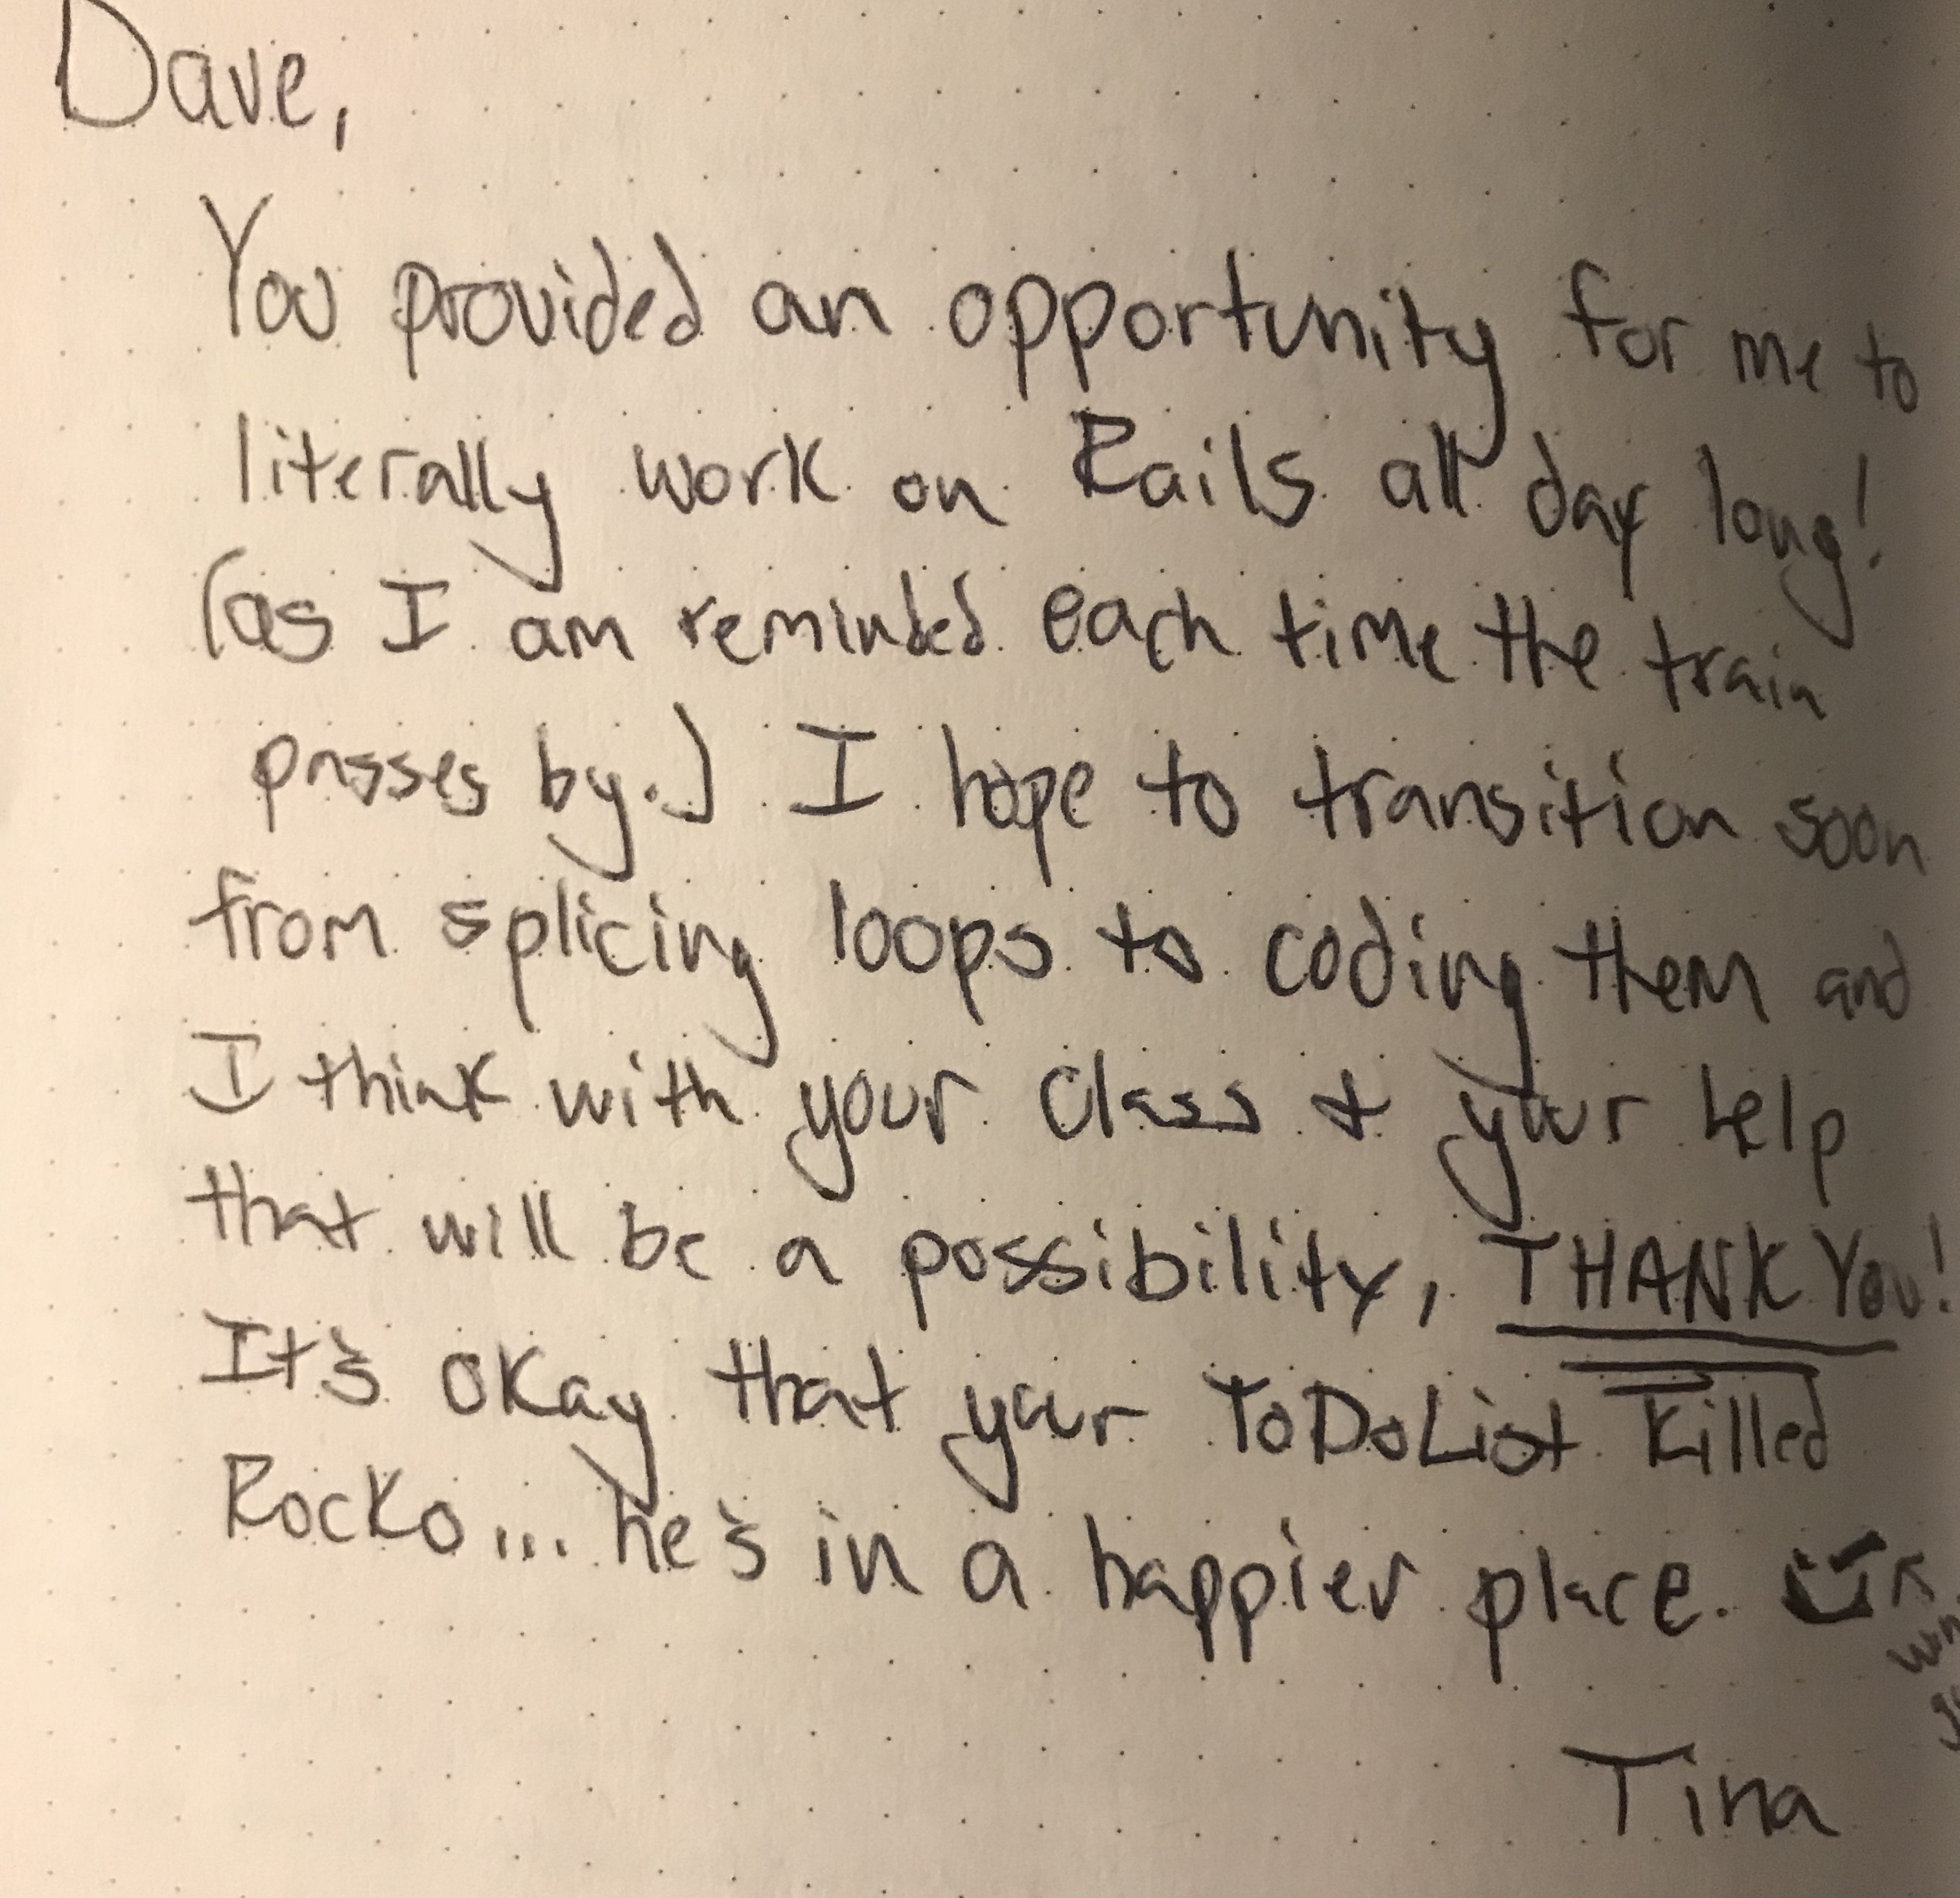 Dave,
You provided an opportunity for me to
literally work on Rails all day long!
(as I am reminded each time the train
passes by.) I hope to transition soon
from splicing loops to coding them and
I think with your class & your help
that will be a possibility, THANK YOU!
It's okay that your ToDoList killed
Rocko... he's in a happier place.
Tina